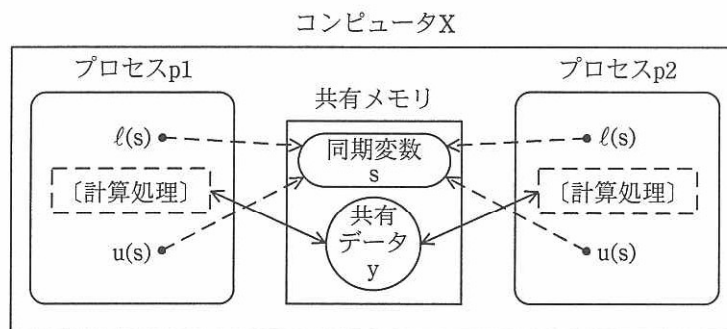 コンピュータX
プロセスp1
共有メモリ
プロセスp2
ℓ(s)
同期変数
s
ℓ(s)
〔計算処理〕
〔計算処理〕
共有
データ
y
u(s)
u(s)